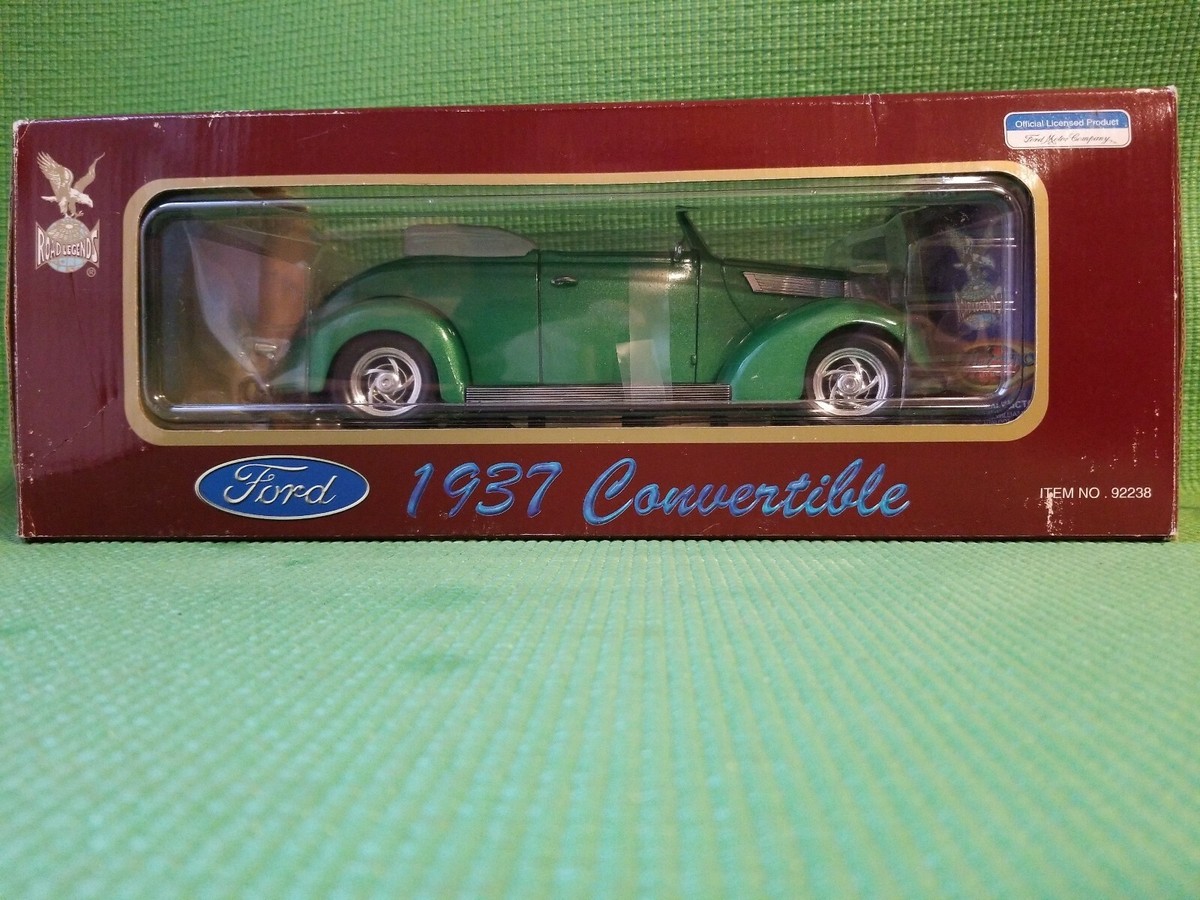 Official Licensed Product
Ford Motor Company
ROAD LEGENDS
®
Ford
1937 Convertible
ITEM NO . 92238